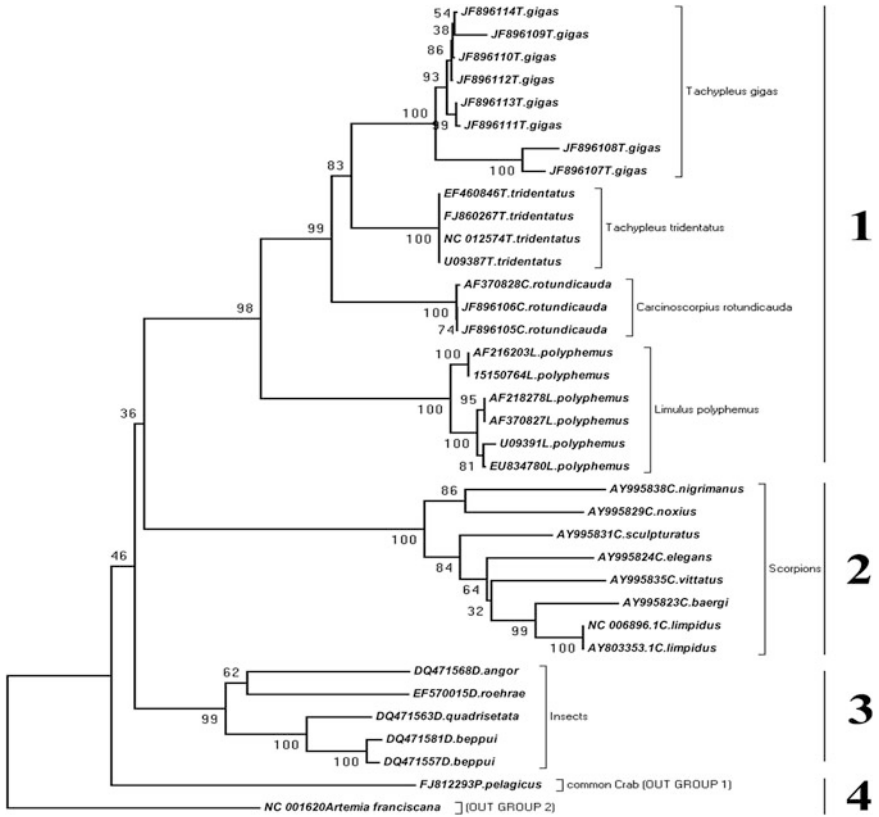 54 JF896114T.gigas
38 JF896109T.gigas
86 JF896110T.gigas
JF896112T.gigas
93 Tachypleus gigas
JF896113T.gigas
100 99 JF896111T.gigas
JF896108T.gigas
100 JF896107T.gigas
83
EF460846T.tridentatus
FJ860267T.tridentatus
Tachypleus tridentatus
1
99 100 NC 012574T.tridentatus
U09387T.tridentatus
AF370828C.rotundicauda
98 100 JF896106C.rotundicauda Carcinoscorpius rotundicauda
74 JF896105C.rotundicauda
100 AF216203L.polyphemus
15150764L.polyphemus
95 AF218278L.polyphemus
100 Limulus polyphemus
36 AF370827L.polyphemus
100 U09391L.polyphemus
81 EU834780L.polyphemus
86 AY995838C.nigrimanus
AY995829C.noxius
100 AY995831C.sculpturatus
46 84 AY995824C.elegans
Scorpions
2
64 AY995835C.vittatus
32 AY995823C.baergi
99 NC 006896.1C.limpidus
100 AY803353.1C.limpidus
62 DQ471568D.angor
EF570015D.roehrae
99 DQ471563D.quadrisetata Insects
3
100 DQ471581D.beppui
100 DQ471557D.beppui
FJ812293P.pelagicus common Crab (OUT GROUP 1)
4
NC 001620Artemia franciscana (OUT GROUP 2)